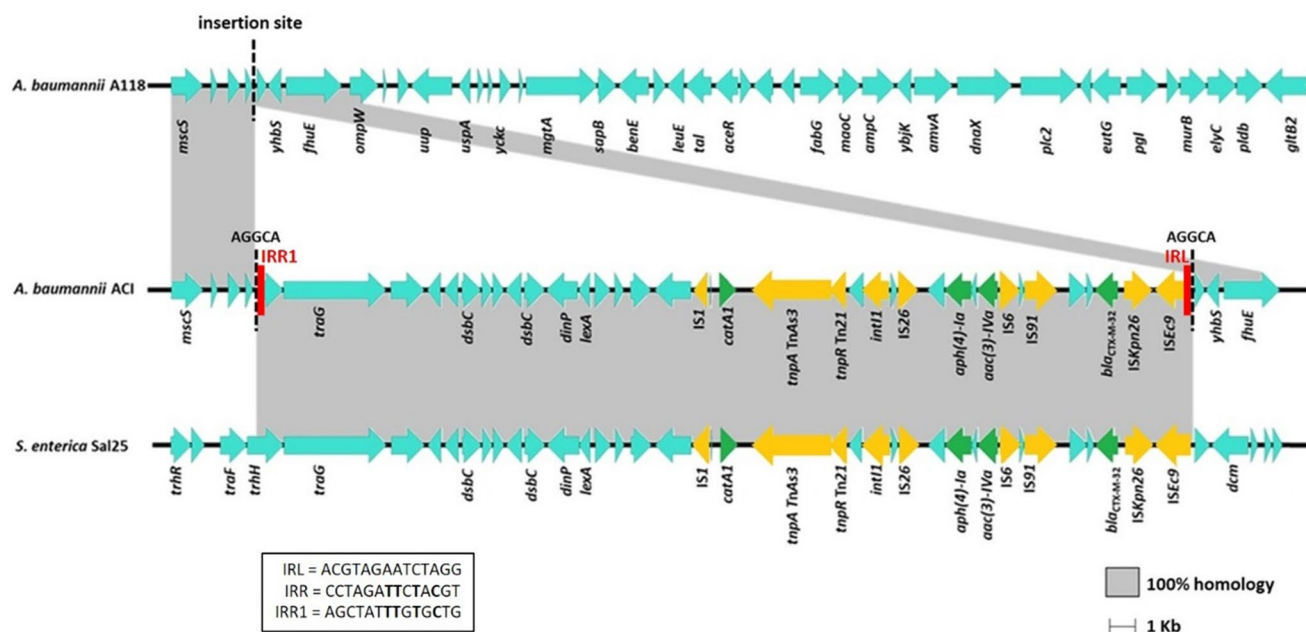 insertion site
A. baumannii A118
mscS yhbS fhuE ompW uup uspA yckc mgtA sapB benE leuE tal aceR fabG maoC ampC ybjK amvA dnaX plc2 eutG pgI murB elyC pldb gltB2
AGGCA AGGCA
IRR1 IRL
A. baumannii ACI
mscS traG dsbC dsbC dinP lexA IS1 catA1 tnpA TnAs3 tnpR Tn21 intI1 IS26 aph(4)-Ia aac(3)-IVa IS6 IS91 blaCTX-M-32 ISKpn26 ISEc9 yhbS fhuE
S. enterica Sal25
trhR traF trhH traG dsbC dsbC dinP lexA IS1 catA1 tnpA TnAs3 tnpR Tn21 intI1 IS26 aph(4)-Ia aac(3)-IVa IS6 IS91 blaCTX-M-32 ISKpn26 ISEc9 dcm
IRL = ACGTAGAATCTAGG
IRR = CCTAGATTCTACGT
IRR1 = AGCTATTTGTGCTG
100% homology
1 Kb